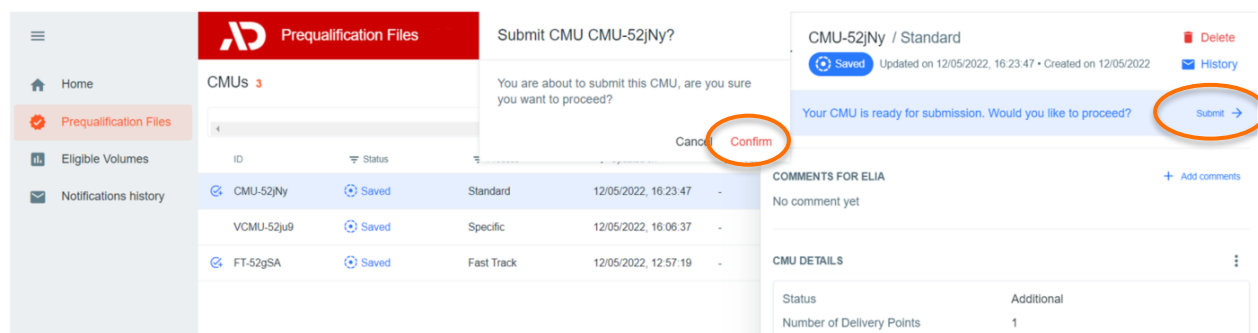 Home
Prequalification Files
Eligible Volumes
Notifications history
Prequalification Files
CMUs 3
ID Status
CMU-52jNy Saved Standard 12/05/2022, 16:23:47 -
VCMU-52ju9 Saved Specific 12/05/2022, 16:06:37 -
FT-52gSA Saved Fast Track 12/05/2022, 12:57:19 -
Submit CMU CMU-52jNy?
You are about to submit this CMU, are you sure
you want to proceed?
Cancel Confirm
CMU-52jNy / Standard
Delete
Saved Updated on 12/05/2022, 16:23:47 • Created on 12/05/2022
History
Your CMU is ready for submission. Would you like to proceed?
Submit →
COMMENTS FOR ELIA
+ Add comments
No comment yet
CMU DETAILS
Status Additional
Number of Delivery Points 1